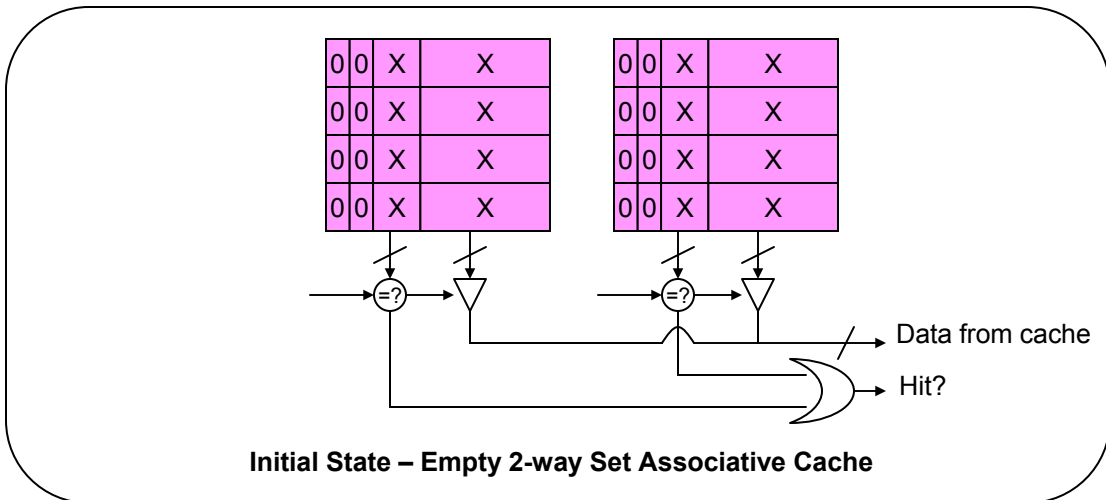 0 0 X X 0 0 X X
0 0 X X 0 0 X X
0 0 X X 0 0 X X
0 0 X X 0 0 X X
=? =?
Data from cache
Hit?
Initial State – Empty 2-way Set Associative Cache